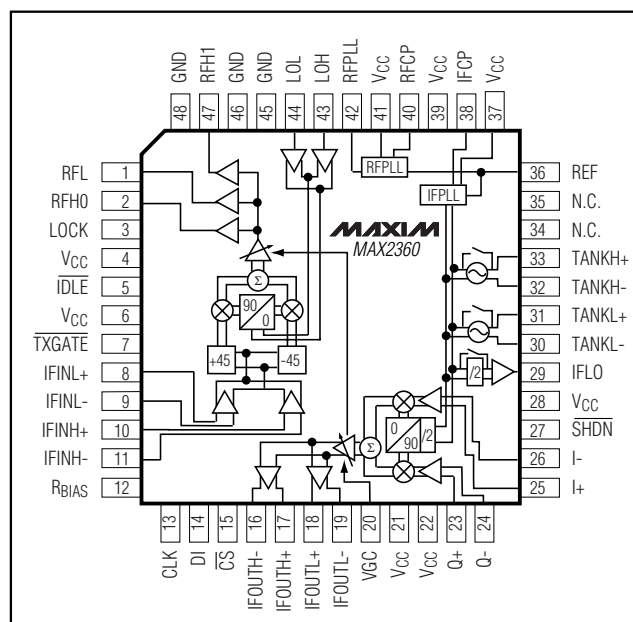 GND
RFH1
GND
GND
LOL
LOH
RFPLL
VCC
RFCP
VCC
IFCP
VCC
48
47
46
45
44
43
42
41
40
39
38
37
RFL 1
RFH0 2
LOCK 3
VCC 4
IDLE 5
VCC 6
TXGATE 7
IFINL+ 8
IFINL- 9
IFINH+ 10
IFINH- 11
RBIAS 12
RFPLL
IFPLL
MAXIM
MAX2360
Σ
90
0
+45
-45
/2
Σ
0
90
/2
36 REF
35 N.C.
34 N.C.
33 TANKH+
32 TANKH-
31 TANKL+
30 TANKL-
29 IFLO
28 VCC
27 SHDN
26 I-
25 I+
13
14
15
16
17
18
19
20
21
22
23
24
CLK
DI
CS
IFOUTH-
IFOUTH+
IFOUTL+
IFOUTL-
VGC
VCC
VCC
Q+
Q-